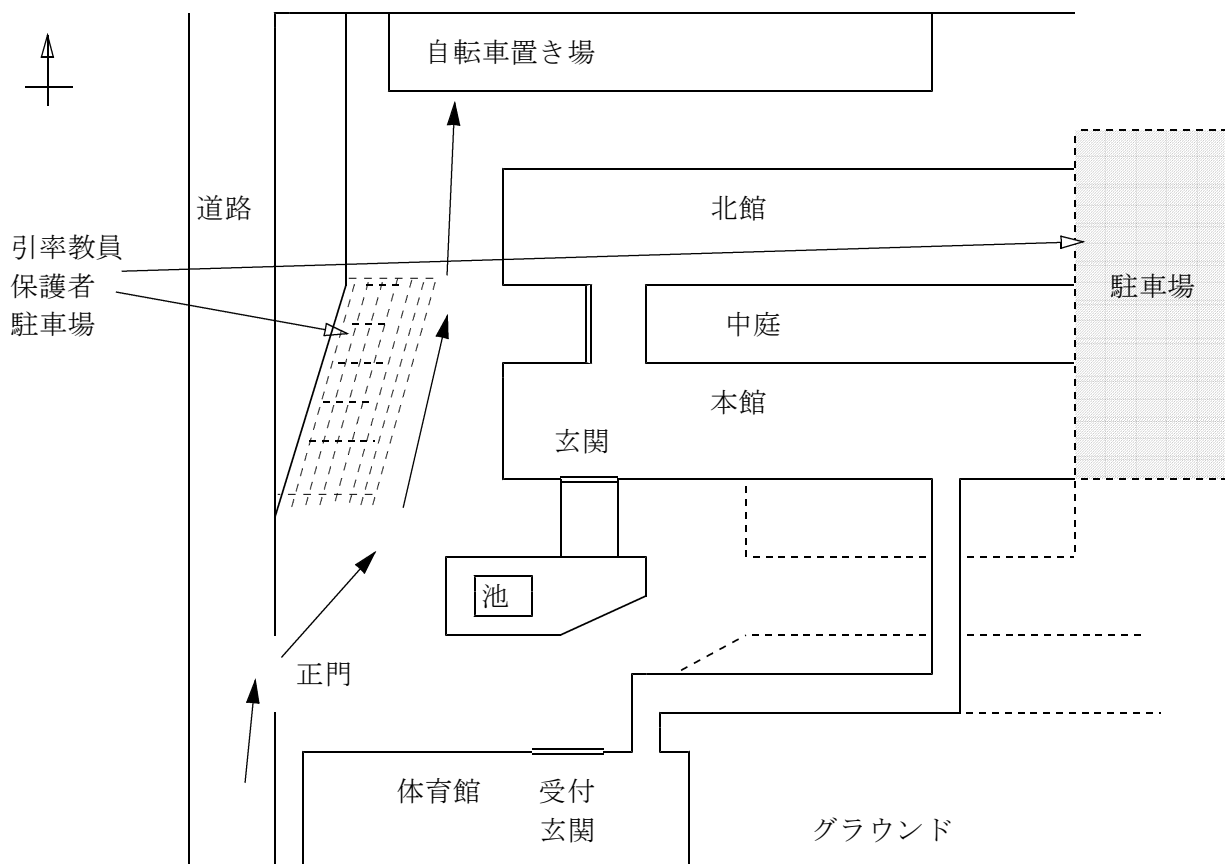 自転車置き場
道路
北館
引率教員
保護者
駐車場
駐車場
中庭
本館
玄関
池
正門
体育館
受付
玄関
グラウンド